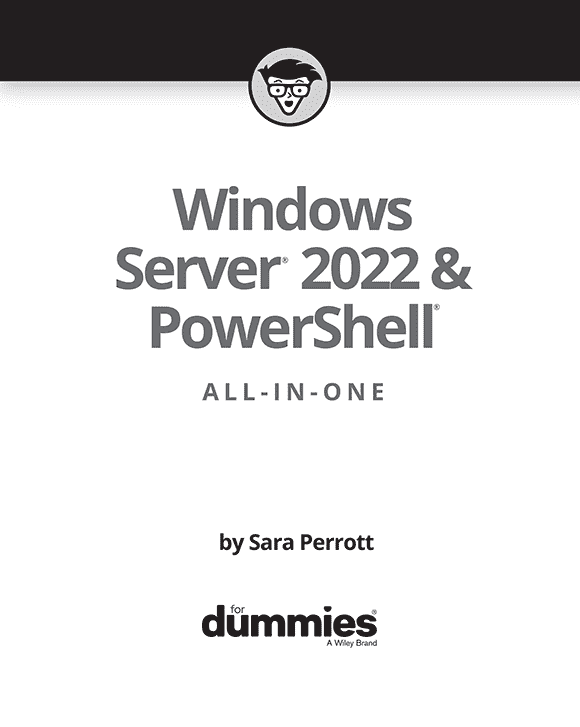 Windows
Server® 2022 &
PowerShell®
ALL-IN-ONE
by Sara Perrott
for
dummies®
A Wiley Brand